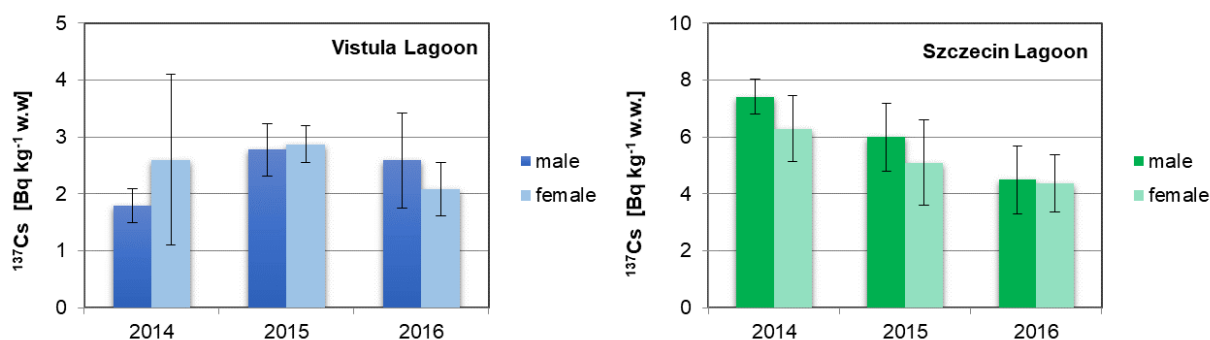 Vistula Lagoon
¹³⁷Cs [Bq kg⁻¹ w.w]
5
4
3
2
1
0
2014 2015 2016
male
female
Szczecin Lagoon
¹³⁷Cs [Bq kg⁻¹ w.w.]
10
8
6
4
2
0
2014 2015 2016
male
female